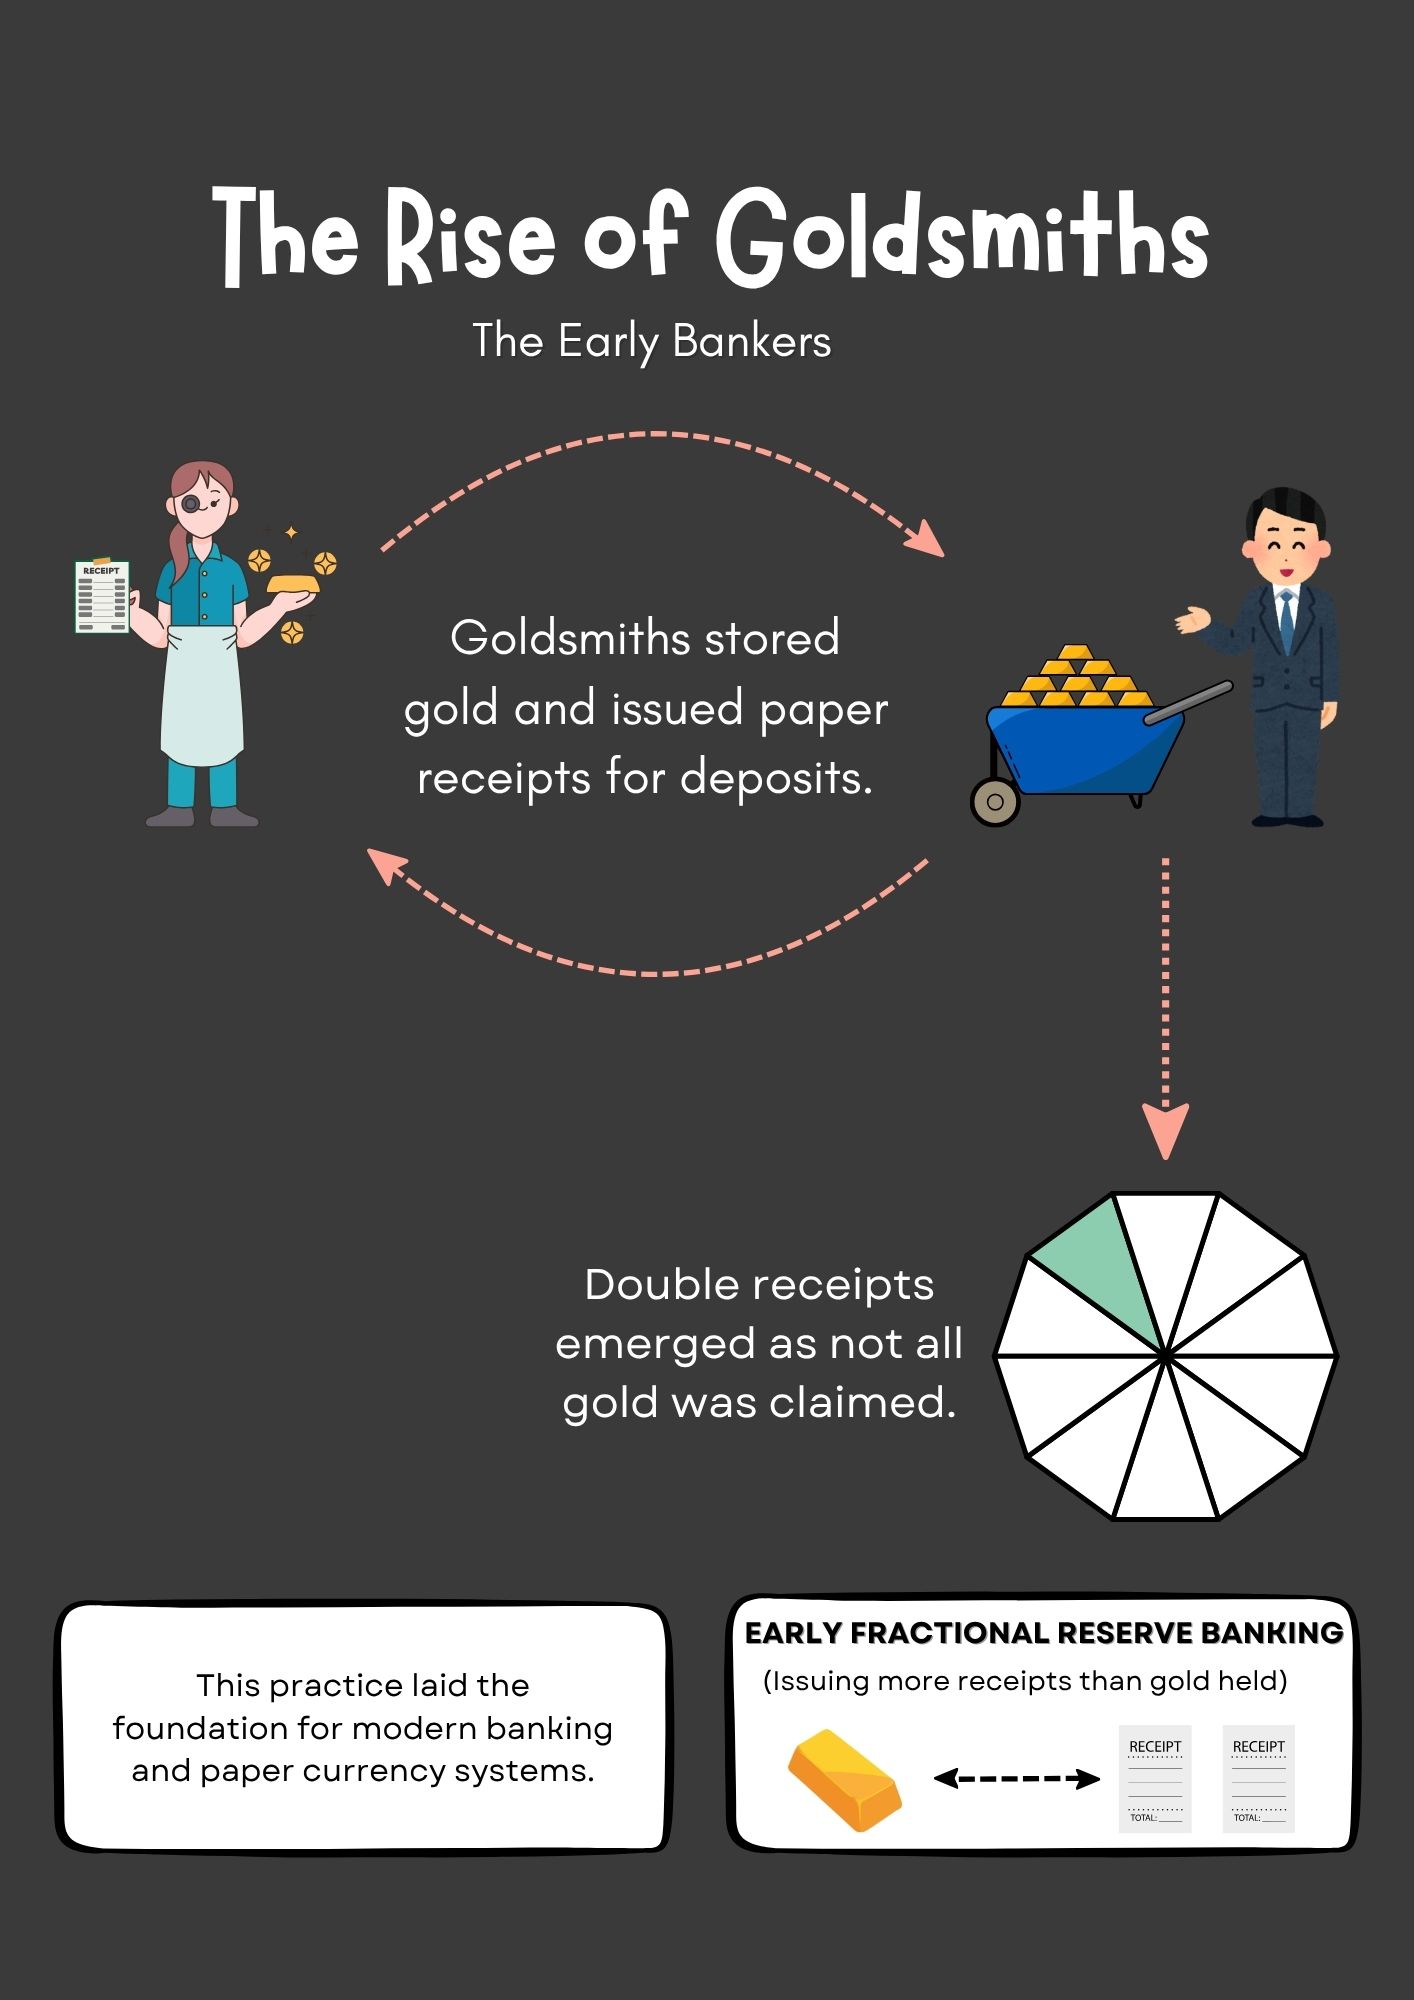 The Rise of Goldsmiths
The Early Bankers
RECEIPT
Goldsmiths stored
gold and issued paper
receipts for deposits.
Double receipts
emerged as not all
gold was claimed.
This practice laid the
foundation for modern banking
and paper currency systems.
EARLY FRACTIONAL RESERVE BANKING
(Issuing more receipts than gold held)
RECEIPT
TOTAL:
RECEIPT
TOTAL: